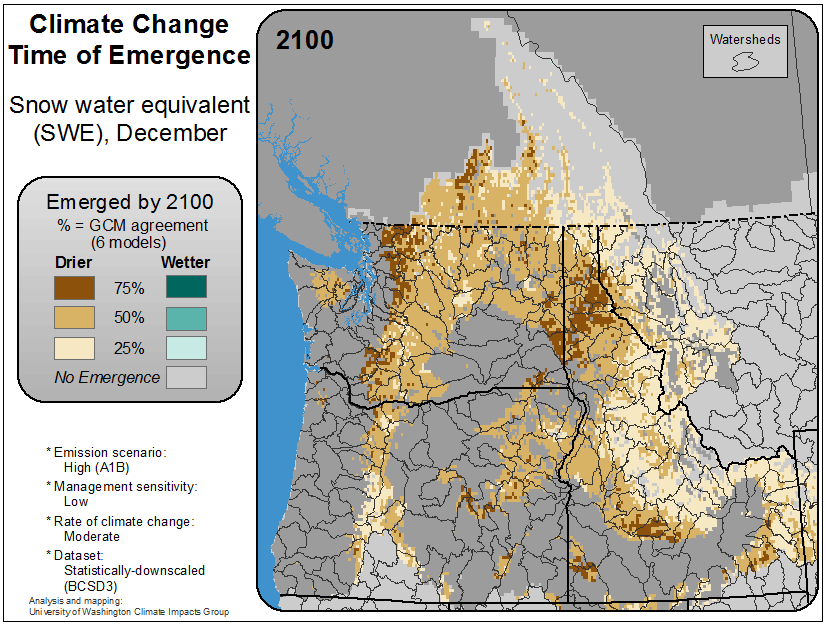 Climate Change
Time of Emergence
Snow water equivalent
(SWE), December
Emerged by 2100
% = GCM agreement
(6 models)
Drier Wetter
75%
50%
25%
No Emergence
* Emission scenario:
High (A1B)
* Management sensitivity:
Low
* Rate of climate change:
Moderate
* Dataset:
Statistically-downscaled
(BCSD3)
Analysis and mapping:
University of Washington Climate Impacts Group
2100
Watersheds